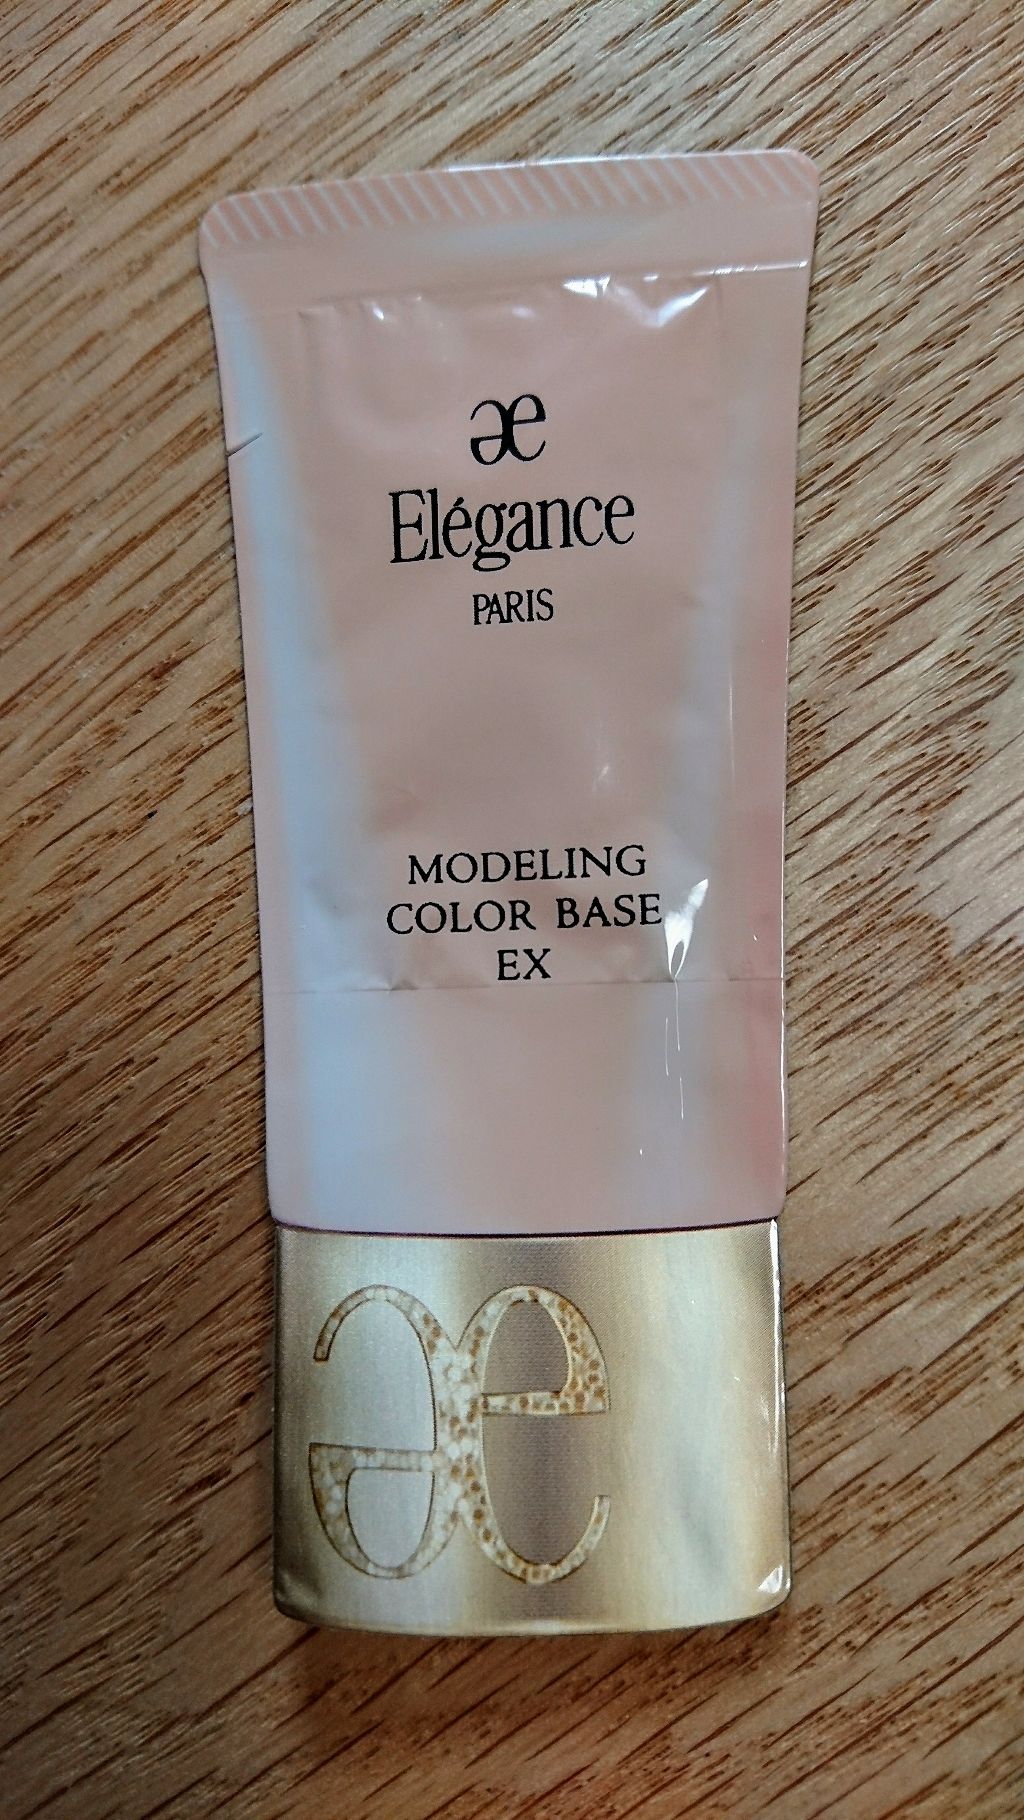 Elégance
PARIS
MODELING
COLOR BASE
EX